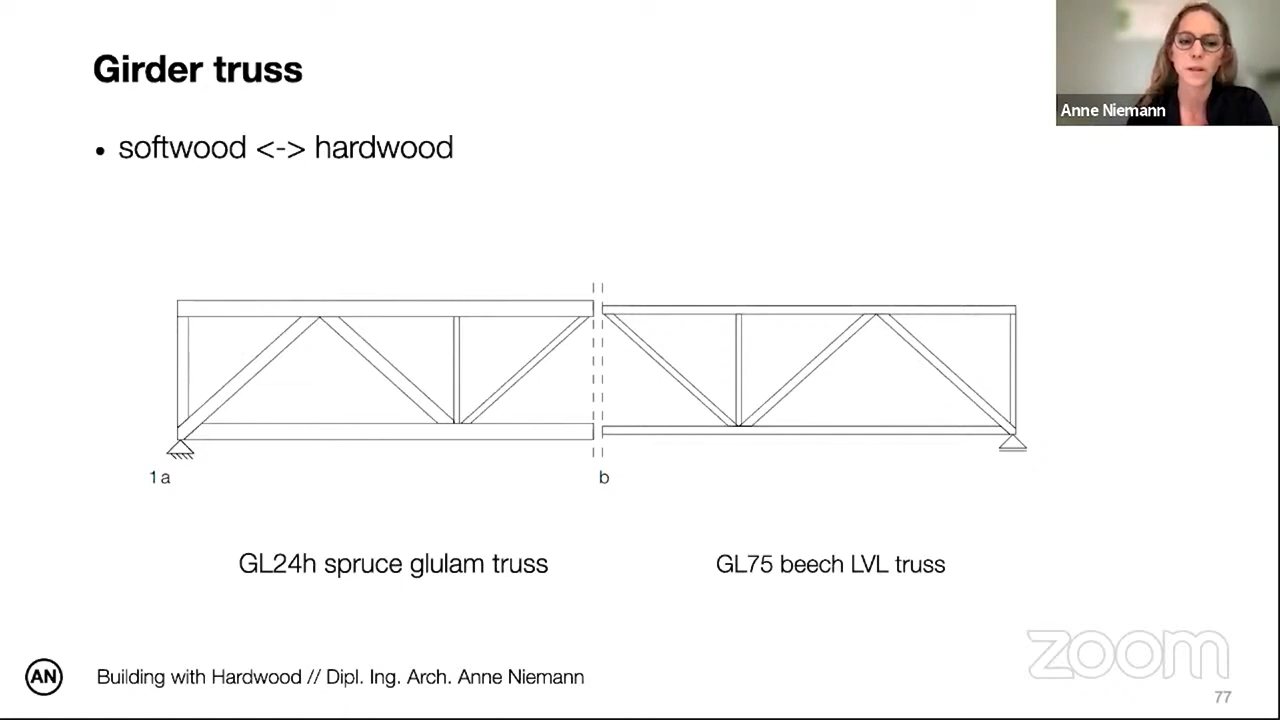 Girder truss
Anne Niemann
• softwood <-> hardwood
1a
b
GL24h spruce glulam truss
GL75 beech LVL truss
zoom
AN
Building with Hardwood // Dipl. Ing. Arch. Anne Niemann
77